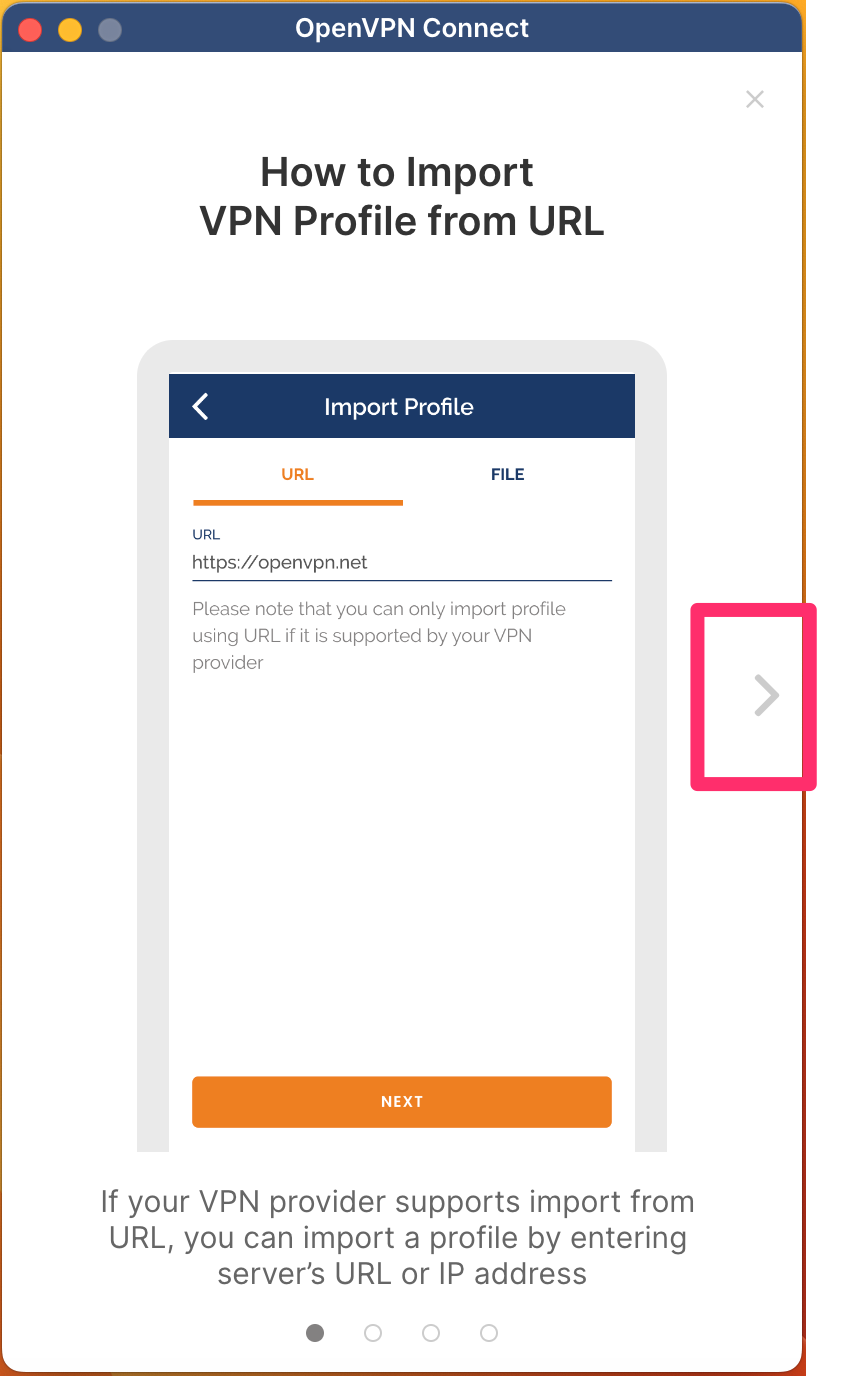 OpenVPN Connect
How to Import
VPN Profile from URL
Import Profile
URL
FILE
URL
https://openvpn.net
Please note that you can only import profile
using URL if it is supported by your VPN
provider
NEXT
If your VPN provider supports import from
URL, you can import a profile by entering
server’s URL or IP address